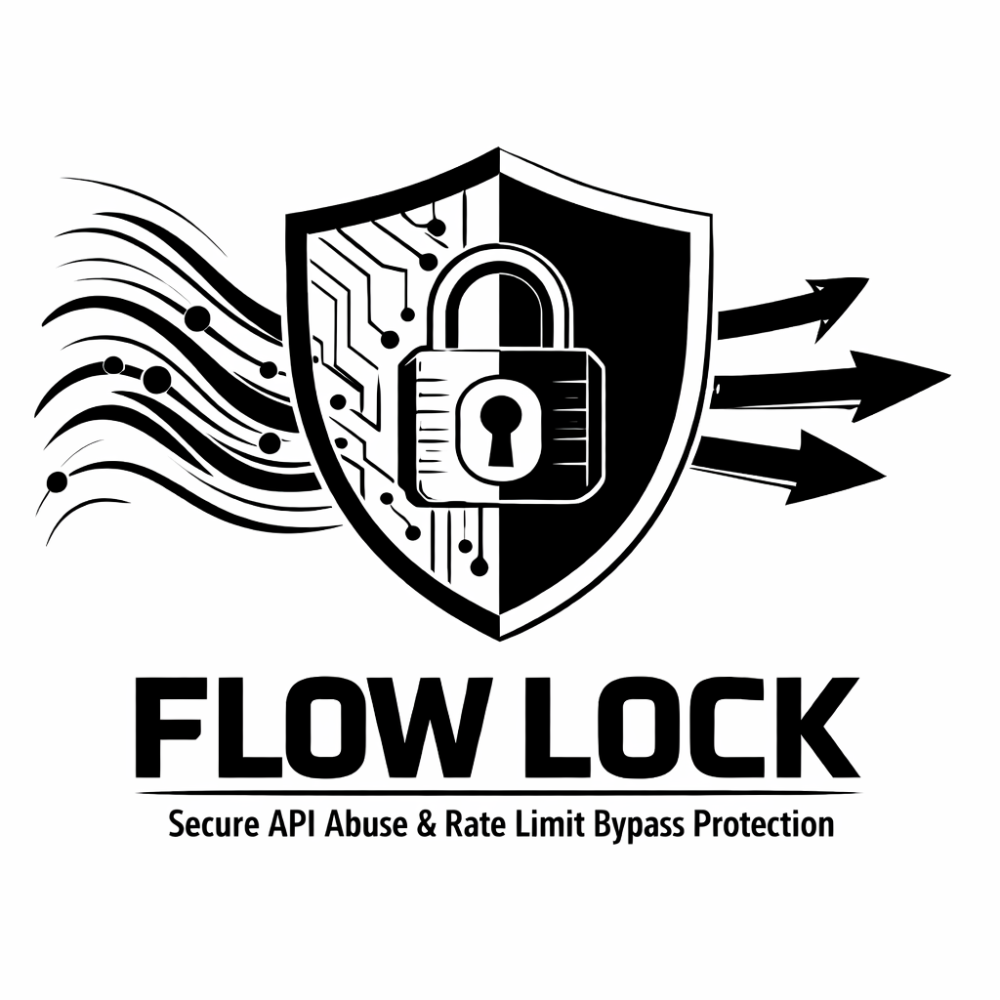 FLOW LOCK
Secure API Abuse & Rate Limit Bypass Protection